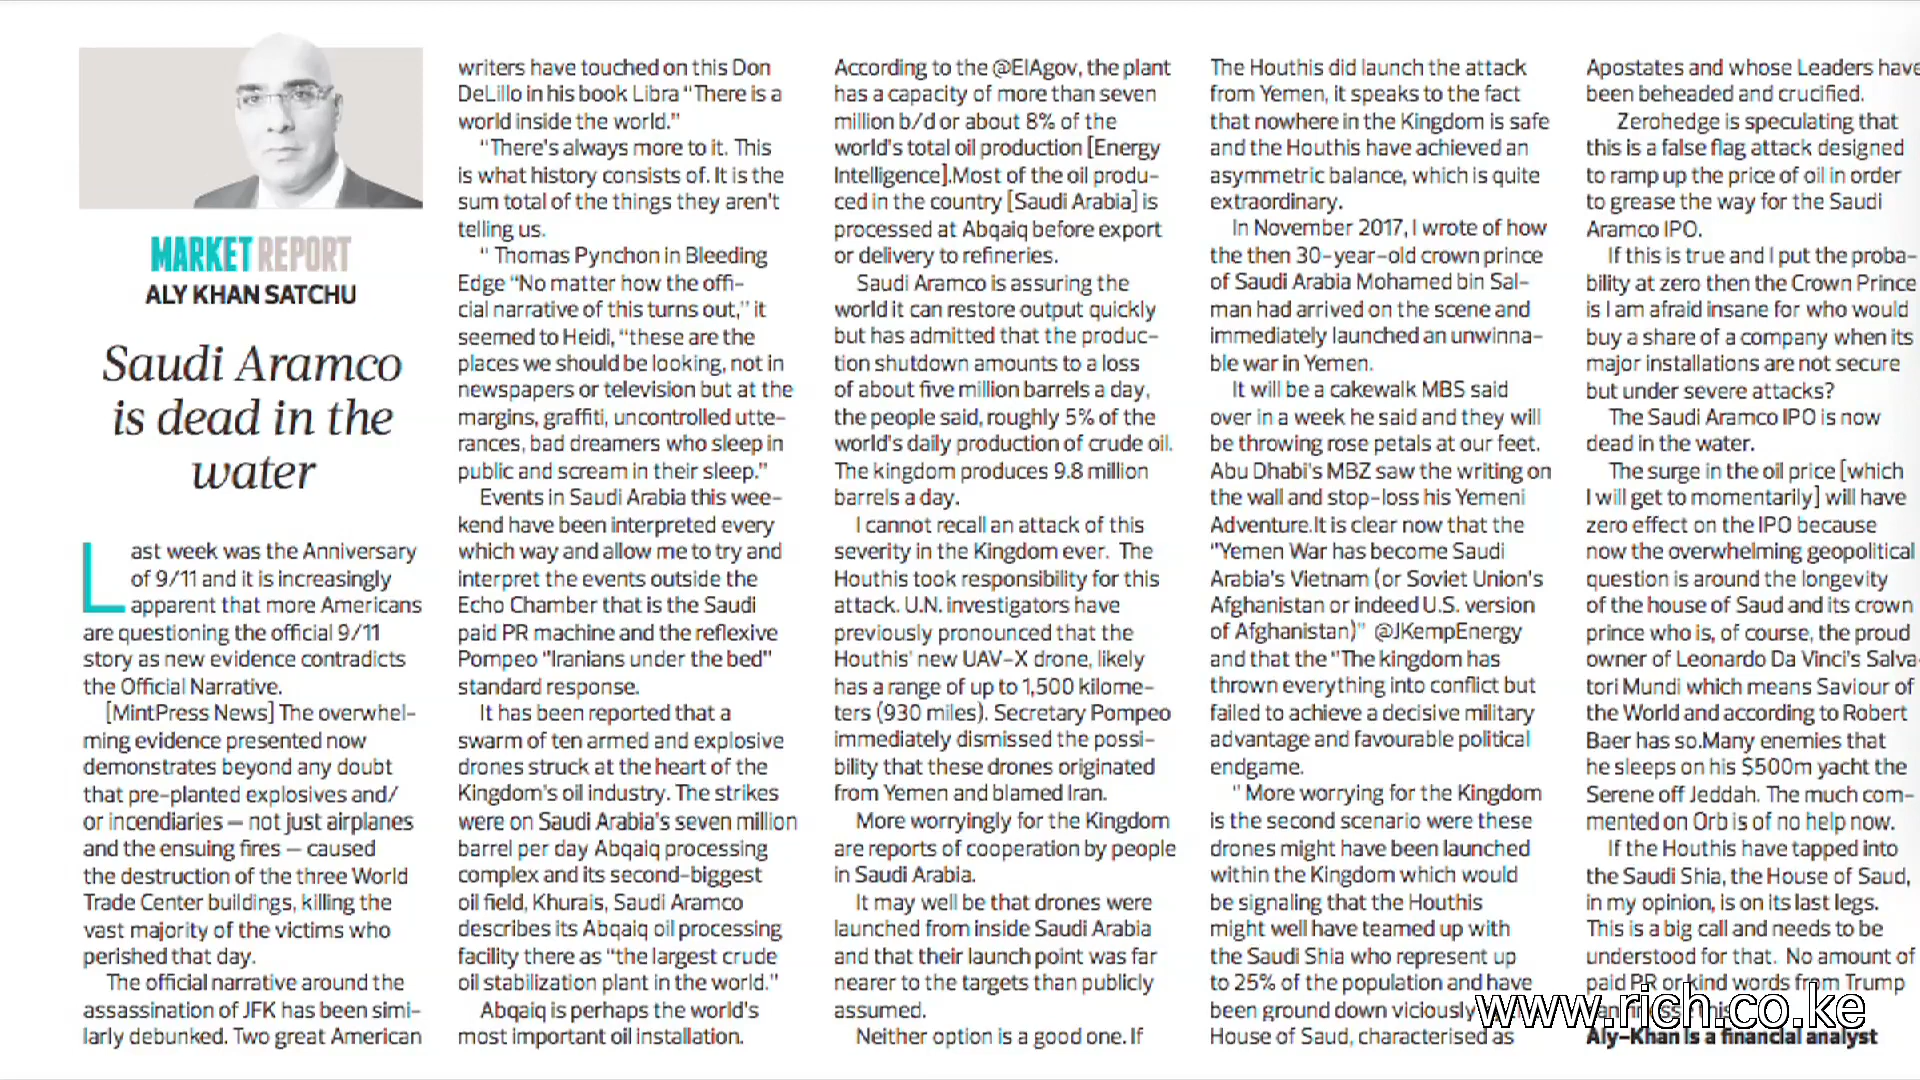 MARKET REPORT
ALY KHAN SATCHU
Saudi Aramco
is dead in the
water
Last week was the Anniversary
of 9/11 and it is increasingly
apparent that more Americans
are questioning the official 9/11
story as new evidence contradicts
the Official Narrative.
[MintPress News] The overwhel-
ming evidence presented now
demonstrates beyond any doubt
that pre-planted explosives and/
or incendiaries — not just airplanes
and the ensuing fires — caused
the destruction of the three World
Trade Center buildings, killing the
vast majority of the victims who
perished that day.
The official narrative around the
assassination of JFK has been simi-
larly debunked. Two great American
writers have touched on this Don
DeLillo in his book Libra “There is a
world inside the world.”
“There's always more to it. This
is what history consists of. It is the
sum total of the things they aren't
telling us.
“ Thomas Pynchon in Bleeding
Edge “No matter how the offi-
cial narrative of this turns out,” it
seemed to Heidi, “these are the
places we should be looking, not in
newspapers or television but at the
margins, graffiti, uncontrolled utte-
rances, bad dreamers who sleep in
public and scream in their sleep.”
Events in Saudi Arabia this wee-
kend have been interpreted every
which way and allow me to try and
interpret the events outside the
Echo Chamber that is the Saudi
paid PR machine and the reflexive
Pompeo “Iranians under the bed”
standard response.
It has been reported that a
swarm of ten armed and explosive
drones struck at the heart of the
Kingdom's oil industry. The strikes
were on Saudi Arabia's seven million
barrel per day Abqaiq processing
complex and its second-biggest
oil field, Khurais, Saudi Aramco
describes its Abqaiq oil processing
facility there as “the largest crude
oil stabilization plant in the world.”
Abqaiq is perhaps the world's
most important oil installation.
According to the @EIAgov, the plant
has a capacity of more than seven
million b/d or about 8% of the
world's total oil production [Energy
Intelligence].Most of the oil produ-
ced in the country [Saudi Arabia] is
processed at Abqaiq before export
or delivery to refineries.
Saudi Aramco is assuring the
world it can restore output quickly
but has admitted that the produc-
tion shutdown amounts to a loss
of about five million barrels a day,
the people said, roughly 5% of the
world's daily production of crude oil.
The kingdom produces 9.8 million
barrels a day.
I cannot recall an attack of this
severity in the Kingdom ever. The
Houthis took responsibility for this
attack. U.N. investigators have
previously pronounced that the
Houthis' new UAV-X drone, likely
has a range of up to 1,500 kilome-
ters (930 miles). Secretary Pompeo
immediately dismissed the possi-
bility that these drones originated
from Yemen and blamed Iran.
More worryingly for the Kingdom
are reports of cooperation by people
in Saudi Arabia.
It may well be that drones were
launched from inside Saudi Arabia
and that their launch point was far
nearer to the targets than publicly
assumed.
Neither option is a good one. If
The Houthis did launch the attack
from Yemen, it speaks to the fact
that nowhere in the Kingdom is safe
and the Houthis have achieved an
asymmetric balance, which is quite
extraordinary.
In November 2017, I wrote of how
the then 30-year-old crown prince
of Saudi Arabia Mohamed bin Sal-
man had arrived on the scene and
immediately launched an unwinna-
ble war in Yemen.
It will be a cakewalk MBS said
over in a week he said and they will
be throwing rose petals at our feet.
Abu Dhabi's MBZ saw the writing on
the wall and stop-loss his Yemeni
Adventure.It is clear now that the
“Yemen War has become Saudi
Arabia's Vietnam (or Soviet Union's
Afghanistan or indeed U.S. version
of Afghanistan)” @JKempEnergy
and that the “The kingdom has
thrown everything into conflict but
failed to achieve a decisive military
advantage and favourable political
endgame.
“ More worrying for the Kingdom
is the second scenario were these
drones might have been launched
within the Kingdom which would
be signaling that the Houthis
might well have teamed up with
the Saudi Shia who represent up
to 25% of the population and have
been ground down viciously
House of Saud, characterised as
Apostates and whose Leaders have
been beheaded and crucified.
Zerohedge is speculating that
this is a false flag attack designed
to ramp up the price of oil in order
to grease the way for the Saudi
Aramco IPO.
If this is true and I put the proba-
bility at zero then the Crown Prince
is I am afraid insane for who would
buy a share of a company when its
major installations are not secure
but under severe attacks?
The Saudi Aramco IPO is now
dead in the water.
The surge in the oil price [which
I will get to momentarily] will have
zero effect on the IPO because
now the overwhelming geopolitical
question is around the longevity
of the house of Saud and its crown
prince who is, of course, the proud
owner of Leonardo Da Vinci's Salva-
tori Mundi which means Saviour of
the World and according to Robert
Baer has so.Many enemies that
he sleeps on his $500m yacht the
Serene off Jeddah. The much com-
mented on Orb is of no help now.
If the Houthis have tapped into
the Saudi Shia, the House of Saud,
in my opinion, is on its last legs.
This is a big call and needs to be
understood for that. No amount of
paid PR or kind words from Trump
www.rich.co.ke
Aly-Khan is a financial analyst